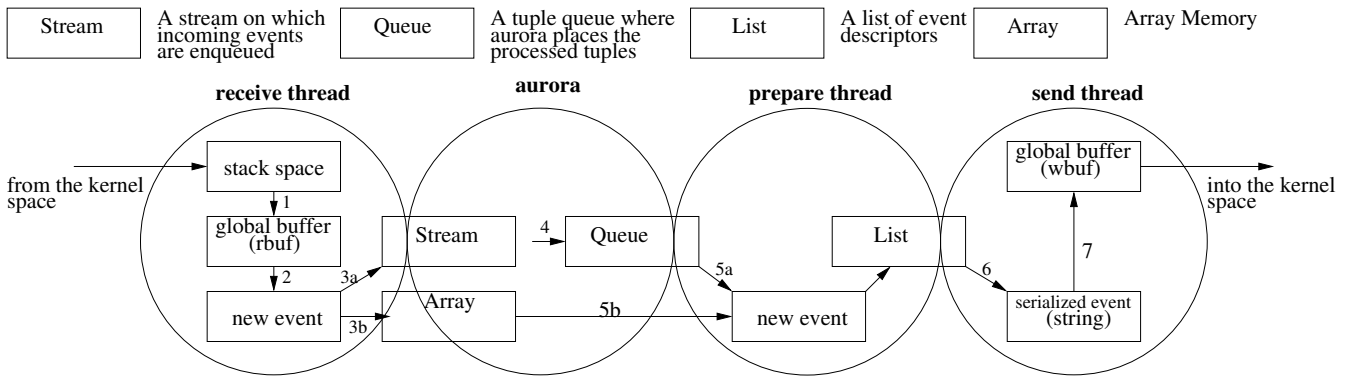 Stream
A stream on which
incoming events
are enqueued
Queue
A tuple queue where
aurora places the
processed tuples
List
A list of event
descriptors
Array
Array Memory
receive thread
aurora
prepare thread
send thread
from the kernel
space
stack space
1
global buffer
(rbuf)
2
new event
3a
3b
Stream
Array
4
Queue
5a
5b
new event
List
6
serialized event
(string)
7
global buffer
(wbuf)
into the kernel
space